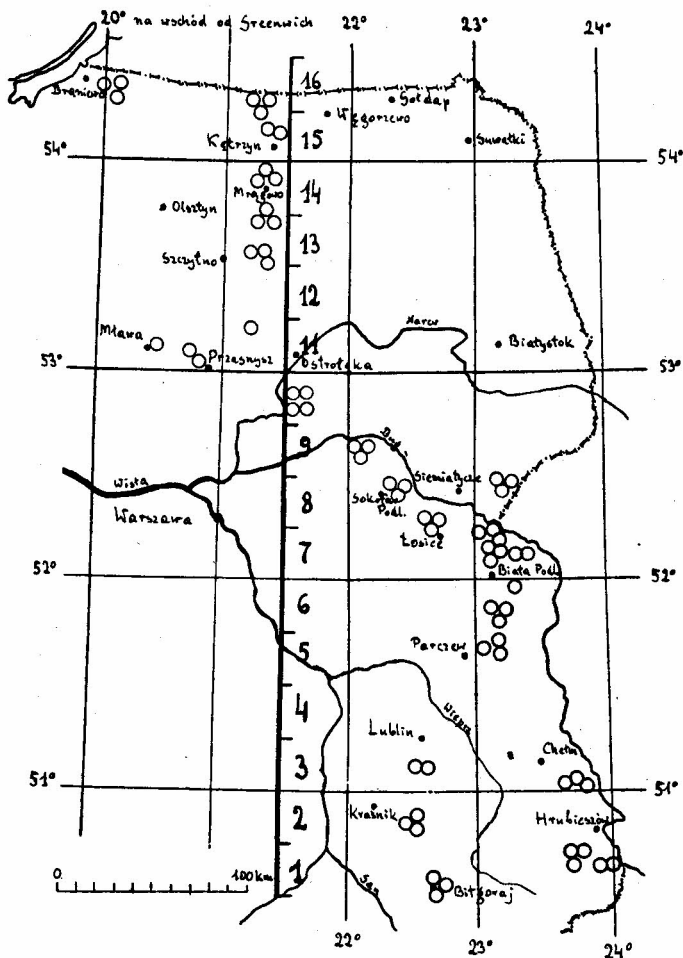 20° na wschód od Greenwich
22°
23°
24°
Braniewo
16
Gołdap
Węgorzewo
Kętrzyn
15
Suwałki
54°
54°
14
Mrągowo
Olsztyn
13
Szczytno
12
Narew
Mława
11
Białystok
Przasnysz
Ostrołęka
53°
53°
9
Bug
Siemiatycze
Wisła
8
Sokołów
Podl.
Warszawa
Łosice
7
52°
Biała Podl.
52°
6
Parczew
5
4
Wieprz
Lublin
Chełm
3
51°
51°
Kraśnik
2
Hrubieszów
0
100km
1
San
Biłgoraj
22°
23°
24°